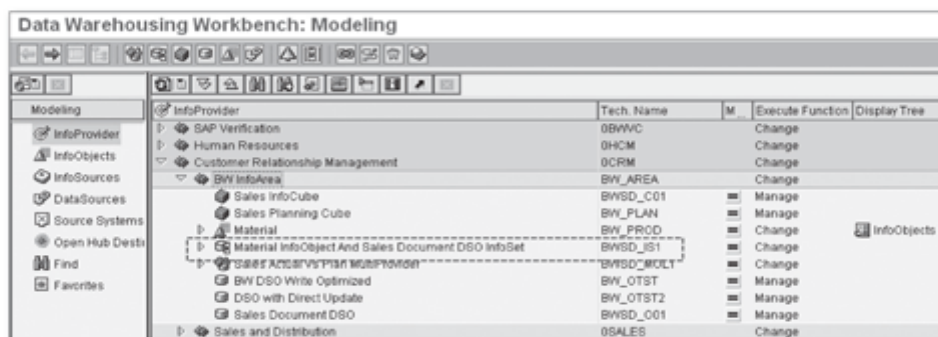 Data Warehousing Workbench: Modeling
Modeling
InfoProvider
InfoObjects
InfoSources
DataSources
Source Systems
Open Hub Desti
Find
Favorites
InfoProvider Tech. Name M... Execute Function Display Tree
SAP Verification 0BWVC Change
Human Resources 0HCM Change
Customer Relationship Management 0CRM Change
BW InfoArea BW_AREA Change
Sales InfoCube BWSD_C01 Manage
Sales Planning Cube BW_PLAN Manage
Material BW_PROD Change InfoObjects
Material InfoObject And Sales Document DSO InfoSet BWSD_IS1 Change
Sales Actual Vs Plan MultiProvider BWSD_MULT Change
BW DSO Write Optimized BW_OTST Manage
DSO with Direct Update BW_OTST2 Manage
Sales Document DSO BWSD_O01 Manage
Sales and Distribution 0SALES Change